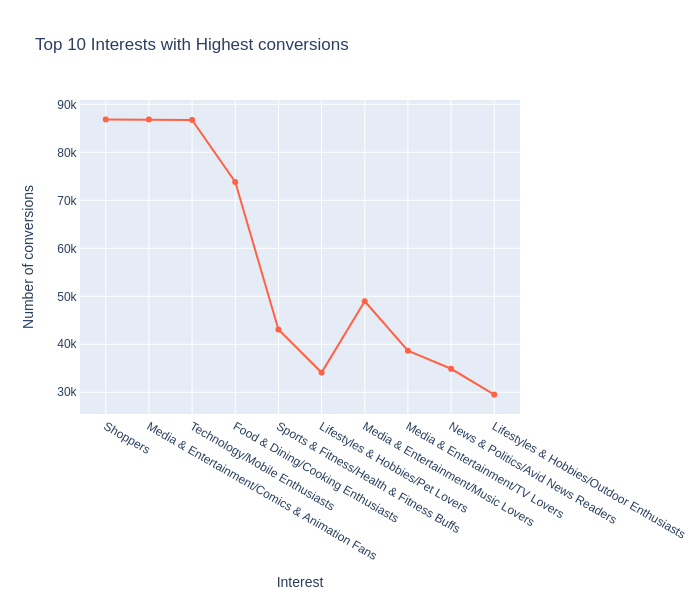 Top 10 Interests with Highest conversions
90k
80k
70k
60k
50k
40k
30k
Number of conversions
Shoppers
Media & Entertainment/Comics & Animation Fans
Technology/Mobile Enthusiasts
Food & Dining/Cooking Enthusiasts
Sports & Fitness/Health & Fitness Buffs
Lifestyles & Hobbies/Pet Lovers
Media & Entertainment/Music Lovers
Media & Entertainment/TV Lovers
News & Politics/Avid News Readers
Lifestyles & Hobbies/Outdoor Enthusiasts
Interest